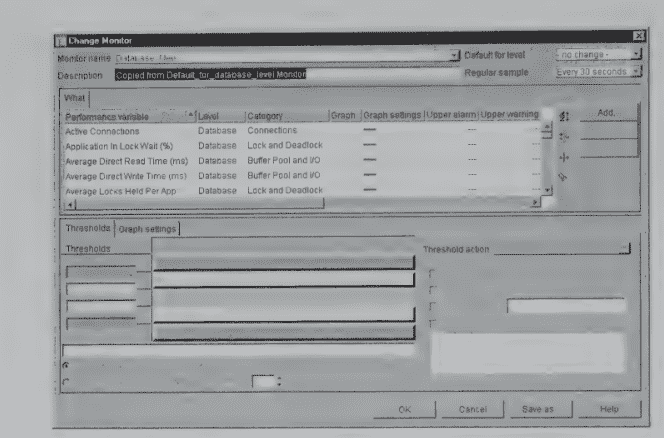 Change Monitor
Monitor name Database_User Default for level - no change -
Description Copied from Default_for_database_level Monitor Regular sample Every 30 seconds
What
Performance variable Level Category Graph Graph settings Upper alarm Upper warning Add.
Active Connections Database Connections
Application In Lock Wait (%) Database Lock and Deadlock
Average Direct Read Time (ms) Database Buffer Pool and I/O
Average Direct Write Time (ms) Database Buffer Pool and I/O
Average Locks Held Per App Database Lock and Deadlock
Thresholds Graph settings
Thresholds Threshold action
OK Cancel Save as Help